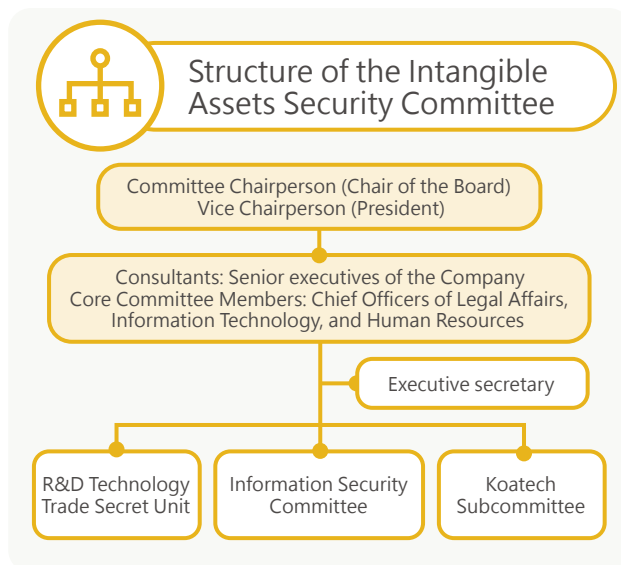 Structure of the Intangible
Assets Security Committee
Committee Chairperson (Chair of the Board)
Vice Chairperson (President)
Consultants: Senior executives of the Company
Core Committee Members: Chief Officers of Legal Affairs,
Information Technology, and Human Resources
Executive secretary
R&D Technology
Trade Secret Unit
Information Security
Committee
Koatech
Subcommittee